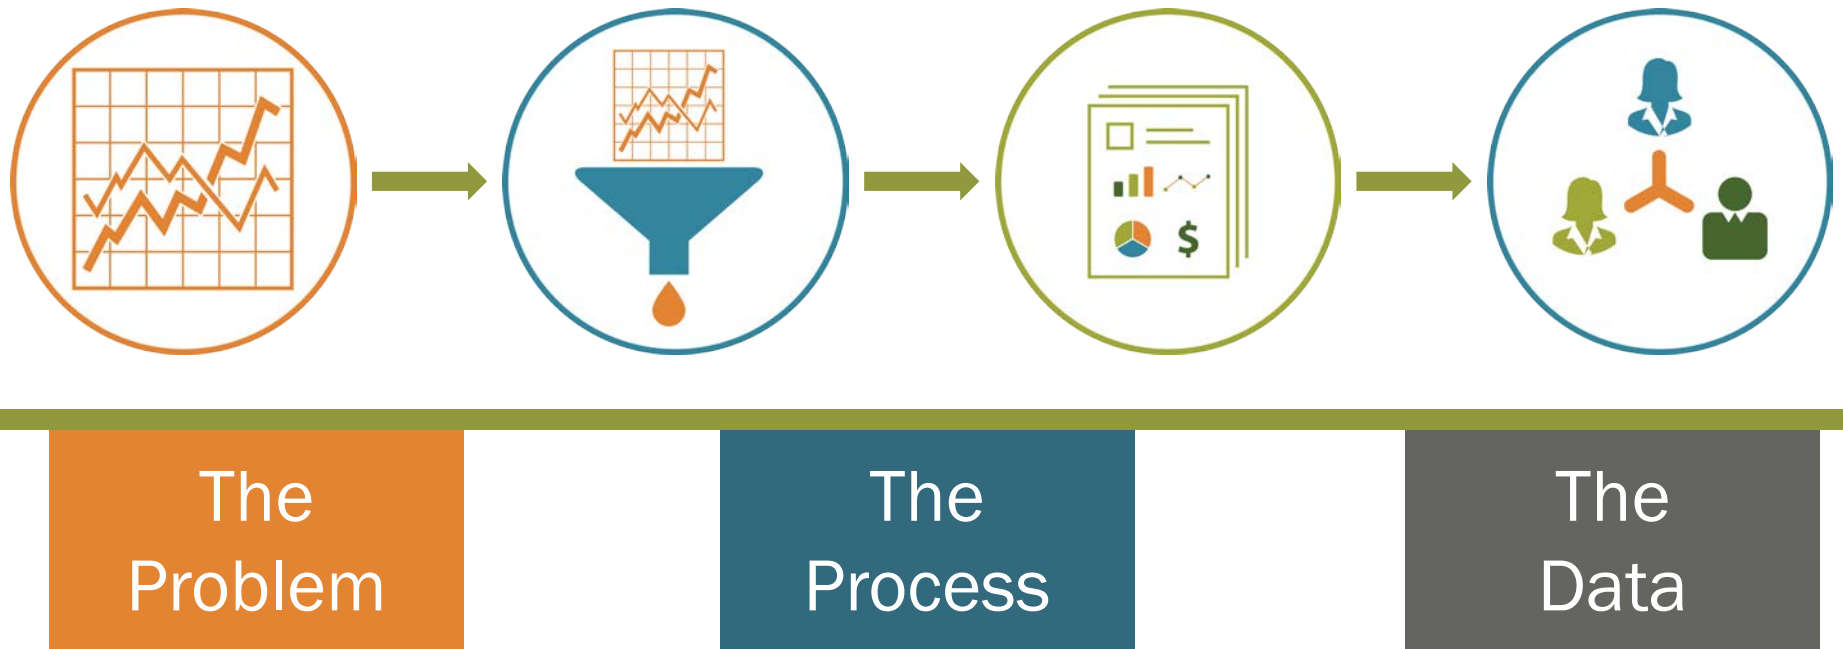 $
The
Problem
The
Process
The
Data